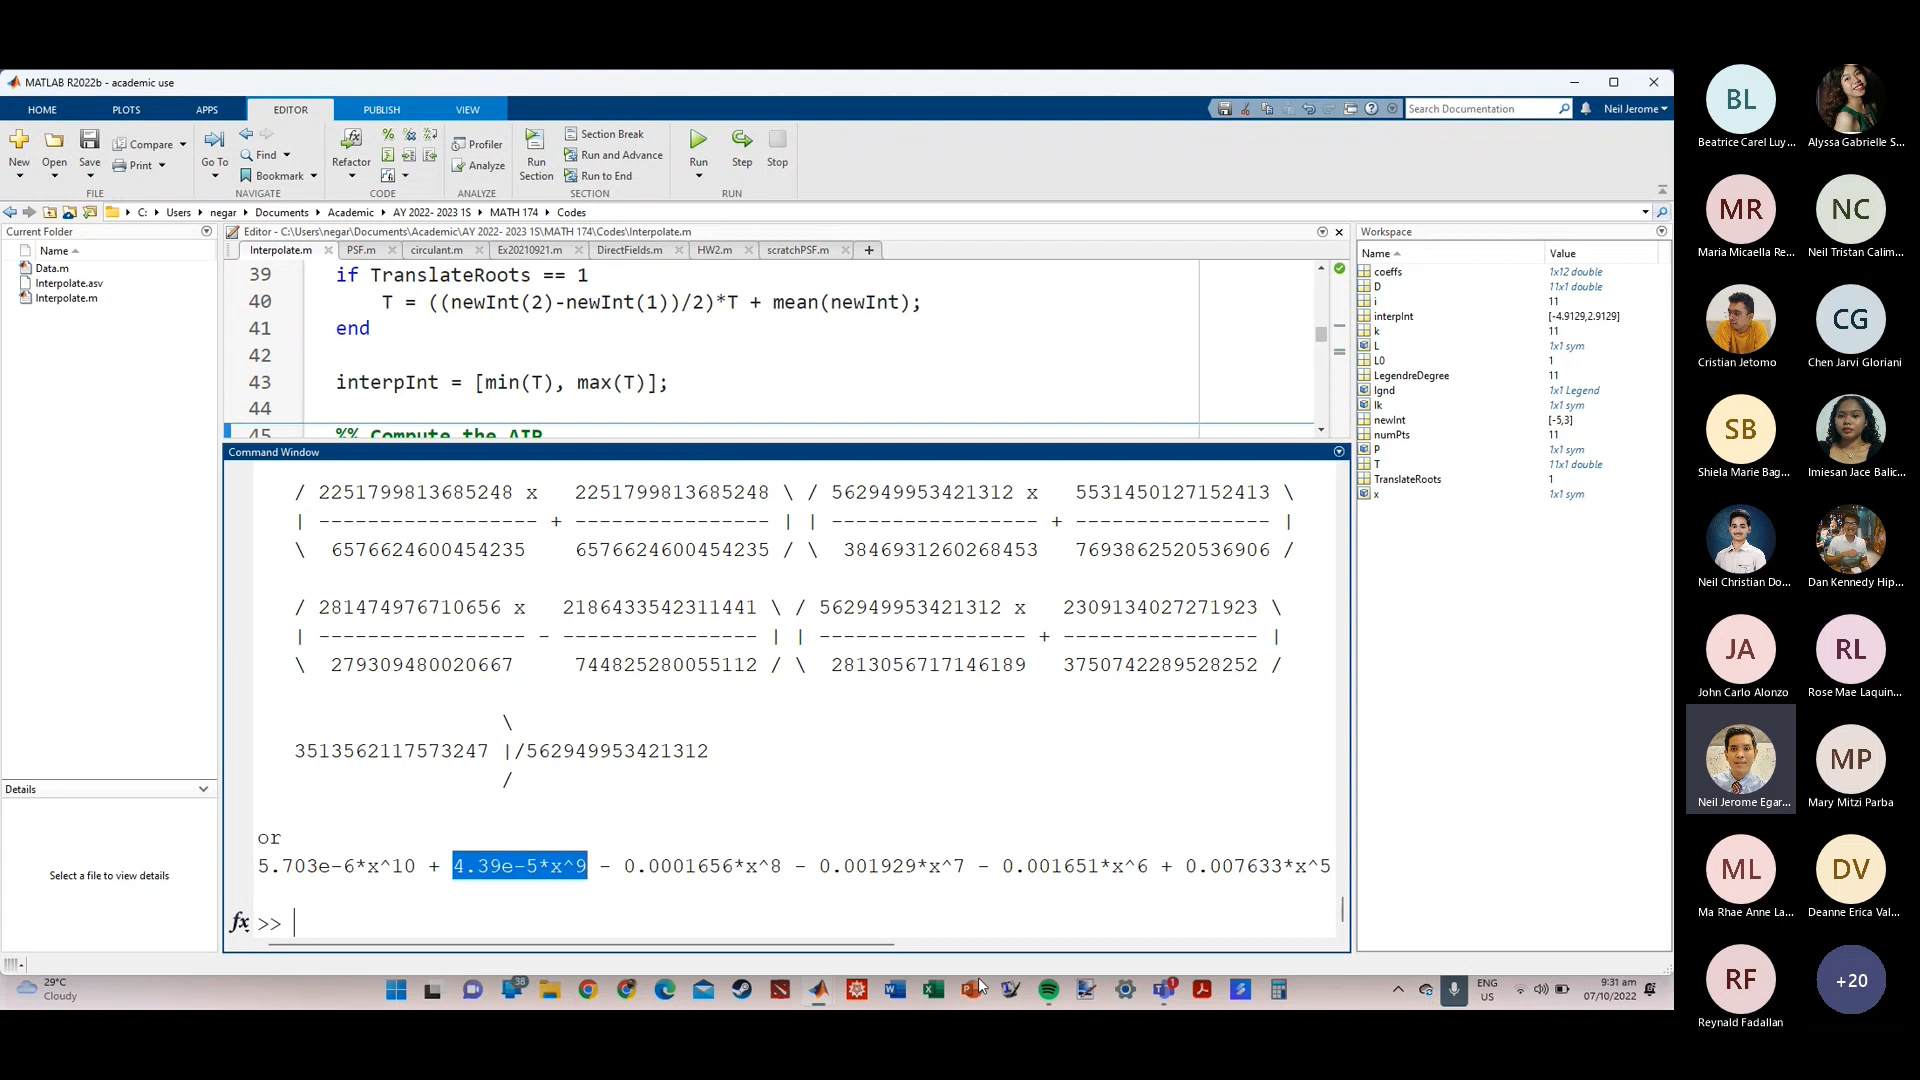 MATLAB R2022b - academic use
HOME PLOTS APPS EDITOR PUBLISH VIEW
Search Documentation
Neil Jerome
New Open Save Compare Print
FILE
Go To Find Bookmark
NAVIGATE
Refactor
CODE
Profiler
Analyze
ANALYZE
Run Section
Section Break
Run and Advance
Run to End
SECTION
Run Step Stop
RUN
C: Users negar Documents Academic AY 2022- 2023 1S MATH 174 Codes
Current Folder
Name
Data.m
Interpolate.asv
Interpolate.m
Details
Select a file to view details
Editor - C:\Users\negar\Documents\Academic\AY 2022- 2023 1S\MATH 174\Codes\Interpolate.m
Interpolate.m PSF.m circulant.m Ex20210921.m DirectFields.m HW2.m scratchPSF.m
39 if TranslateRoots == 1
40 T = ((newInt(2)-newInt(1))/2)*T + mean(newInt);
41 end
42
43 interpInt = [min(T), max(T)];
44
45 %% Compute the AIP
Command Window
/ 2251799813685248 x   2251799813685248 \ / 562949953421312 x   5531450127152413 \
| ------------------- + ----------------- | | ------------------ + ----------------- |
\ 6576624600454235   6576624600454235 / \ 3846931260268453   7693862520536906 /
/ 281474976710656 x   2186433542311441 \ / 562949953421312 x   2309134027271923 \
| ------------------ - ----------------- | | ------------------ + ----------------- |
\ 279309480020667   744825280055112 / \ 2813056717146189   3750742289528252 /
\
3513562117573247 |/562949953421312
/
or
5.703e-6*x^10 + 4.39e-5*x^9 - 0.0001656*x^8 - 0.001929*x^7 - 0.001651*x^6 + 0.007633*x^5
fx >>
Workspace
Name Value
coeffs 1x12 double
D 11x1 double
i 11
interpInt [-4.9129,2.9129]
k 11
L 1x1 sym
L0 1
LegendreDegree 11
lgnd 1x1 Legend
lk 1x1 sym
newInt [-5,3]
numPts 11
P 1x1 sym
T 11x1 double
TranslateRoots 1
x 1x1 sym
29°C
Cloudy
38
1
ENG
US
9:31 am
07/10/2022
BL
Beatrice Carel Luy... Alyssa Gabrielle S...
MR NC
Maria Micaella Re... Neil Tristan Calim...
CG
Cristian Jetomo Chen Jarvi Gloriani
SB
Shiela Marie Bag... Imiesan Jace Balic...
Neil Christian Do... Dan Kennedy Hip...
JA RL
John Carlo Alonzo Rose Mae Laquin...
MP
Neil Jerome Egar... Mary Mitzi Parba
ML DV
Ma Rhae Anne La... Deanne Erica Val...
RF +20
Reynald Fadallan